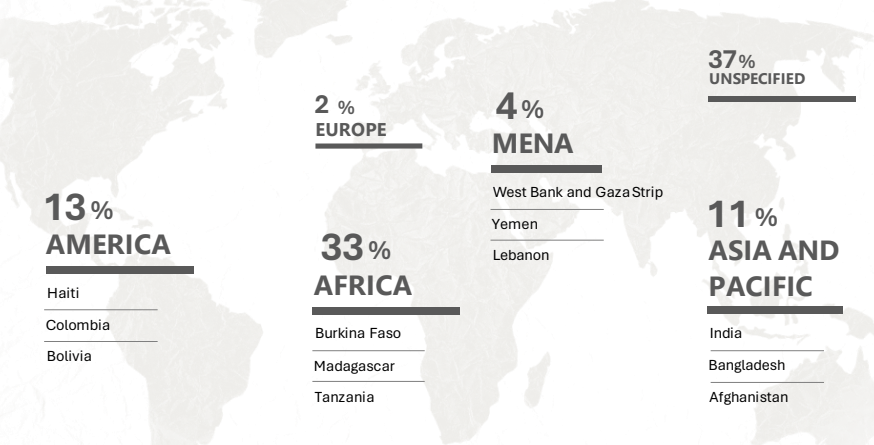 13 %
AMERICA
Haiti
Colombia
Bolivia
2 %
EUROPE
33 %
AFRICA
Burkina Faso
Madagascar
Tanzania
4 %
MENA
West Bank and Gaza Strip
Yemen
Lebanon
37 %
UNSPECIFIED
11 %
ASIA AND
PACIFIC
India
Bangladesh
Afghanistan